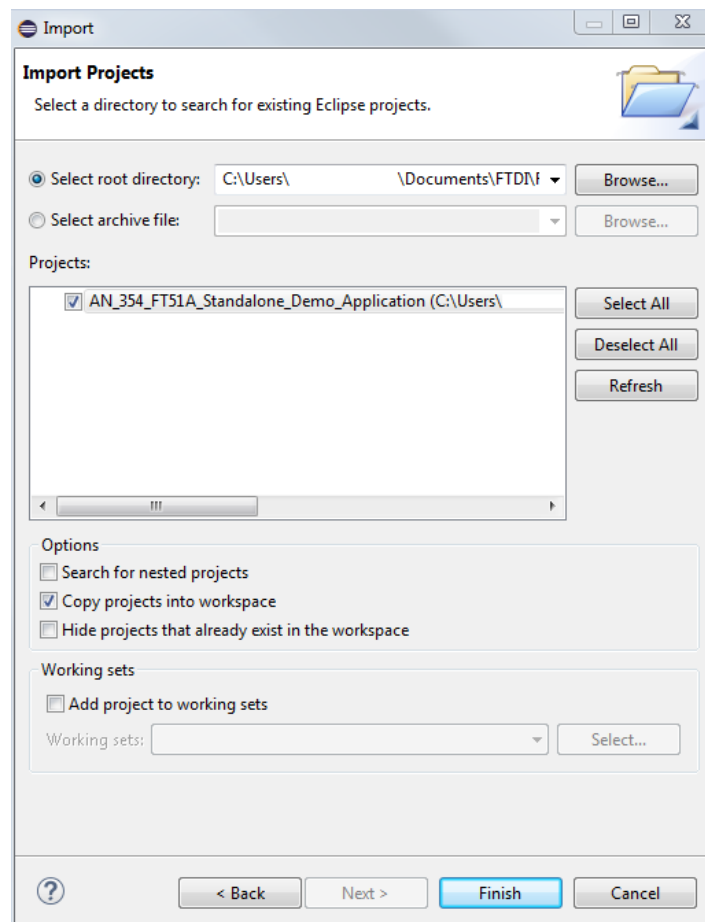 Import
Import Projects
Select a directory to search for existing Eclipse projects.
Select root directory: C:\Users\ \Documents\FTDI\F Browse...
Select archive file: Browse...
Projects:
AN_354_FT51A_Standalone_Demo_Application (C:\Users\
Select All
Deselect All
Refresh
Options
Search for nested projects
Copy projects into workspace
Hide projects that already exist in the workspace
Working sets
Add project to working sets
Working sets: Select...
? < Back Next > Finish Cancel